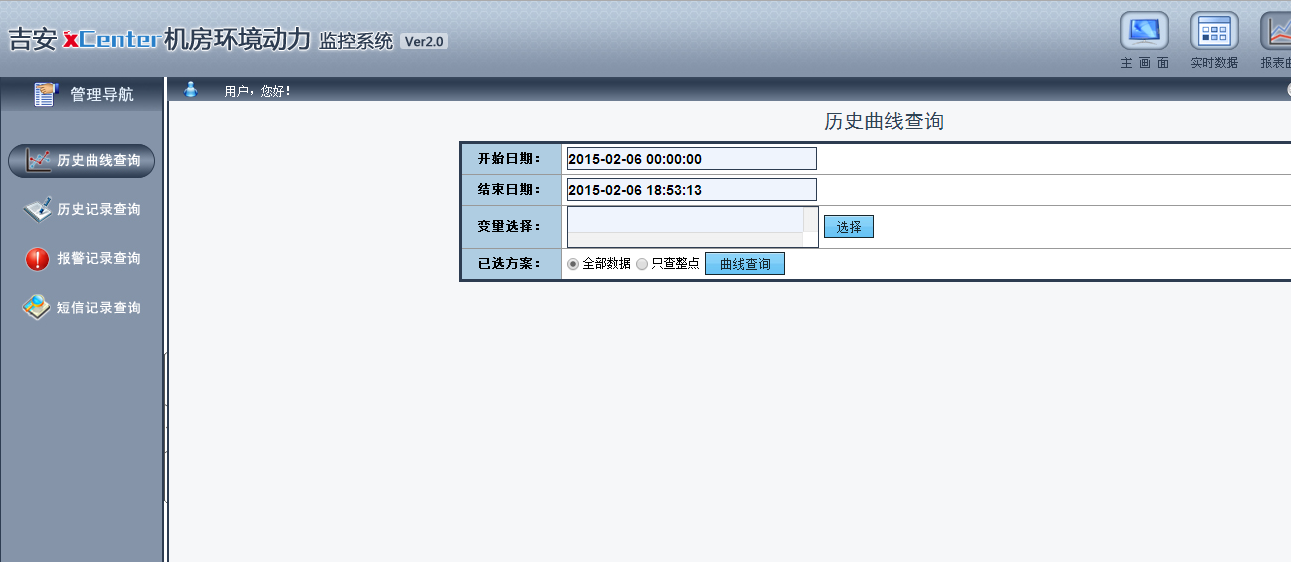 吉安 xCenter 机房环境动力 监控系统 Ver2.0
主 画 面
实时数据
报表曲
管理导航
用户，您好！
历史曲线查询
历史记录查询
报警记录查询
短信记录查询
历史曲线查询
开始日期： 2015-02-06 00:00:00
结束日期： 2015-02-06 18:53:13
变量选择： 选择
已选方案： 全部数据 只查整点 曲线查询